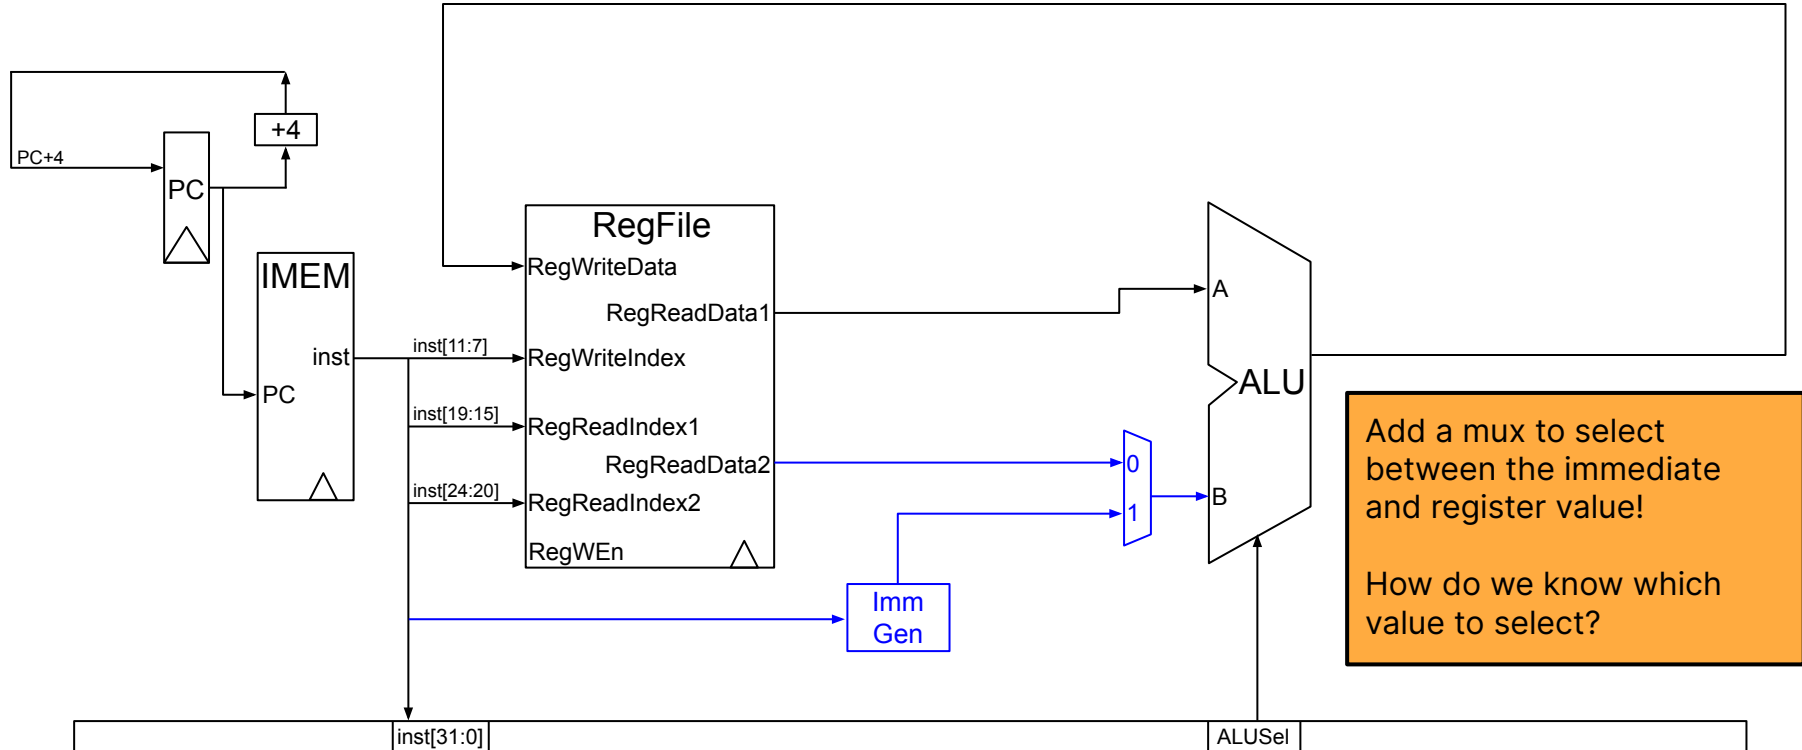 +4
PC+4
PC
IMEM
inst
PC
inst[11:7]
inst[19:15]
inst[24:20]
RegFile
RegWriteData
RegReadData1
RegWriteIndex
RegReadIndex1
RegReadData2
RegReadIndex2
RegWEn
Imm
Gen
0
1
A
B
ALU
Add a mux to select
between the immediate
and register value!
How do we know which
value to select?
inst[31:0]
ALUSel